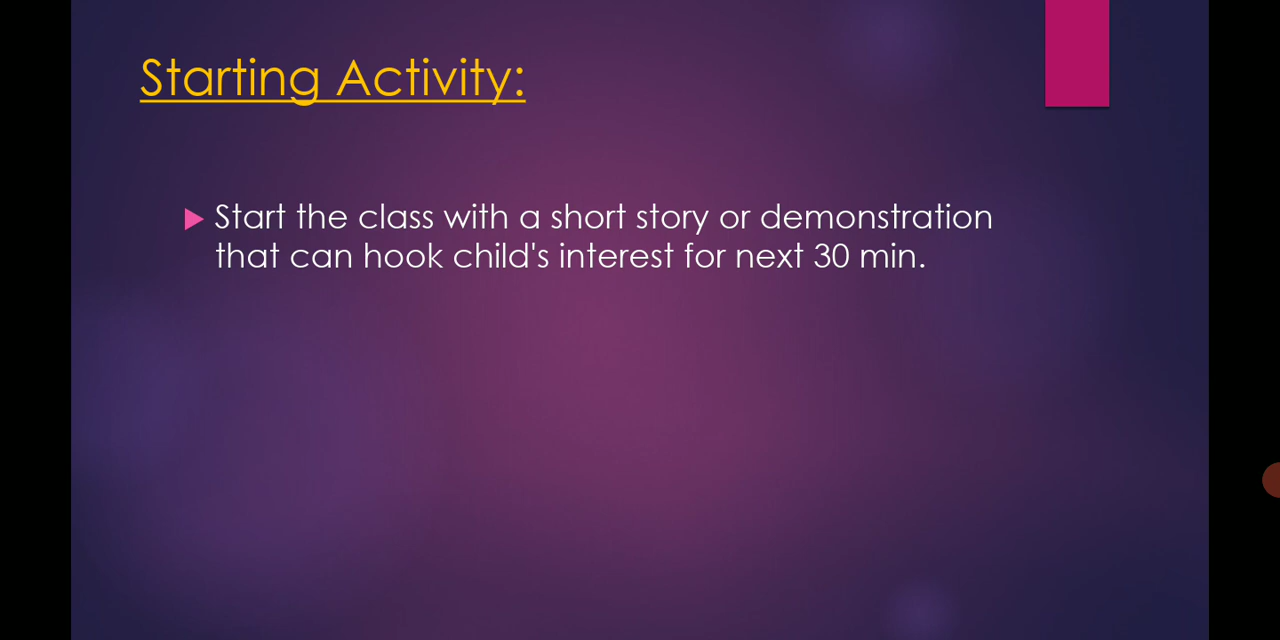 Starting Activity:
Start the class with a short story or demonstration
that can hook child's interest for next 30 min.